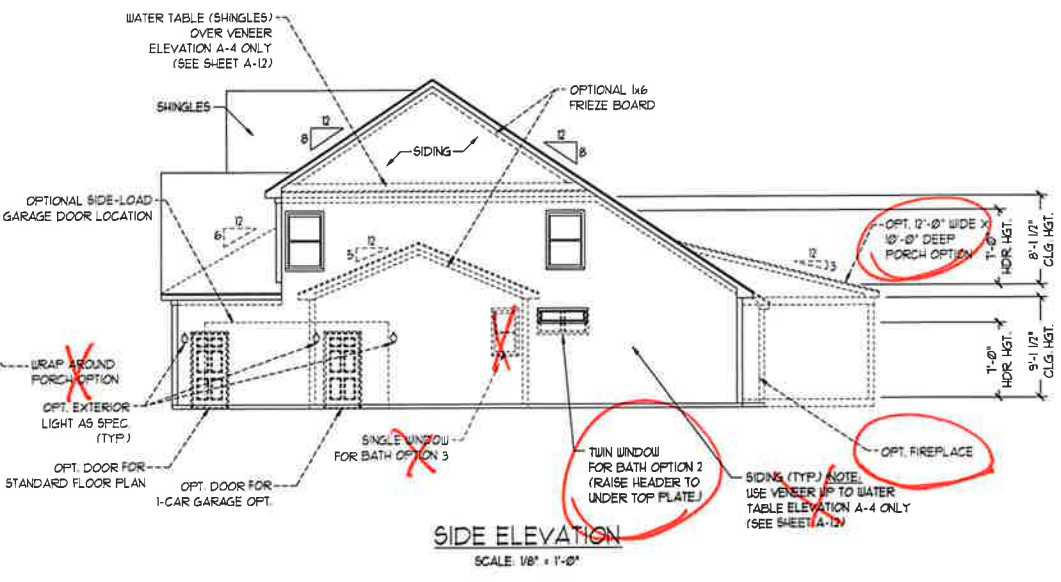 WATER TABLE (SHINGLES)
OVER VENEER
ELEVATION A-4 ONLY
(SEE SHEET A-12)
OPTIONAL 1x6
FRIEZE BOARD
SHINGLES
12
8
12
8
SIDING
OPTIONAL SIDE-LOAD
GARAGE DOOR LOCATION
12
6
12
5
OPT. 12'-0" WIDE X
10'-0" DEEP
PORCH OPTION
12
3
7'-0"
HDR. HGT.
8'-1 1/2"
CLG. HGT.
7'-0"
HDR. HGT.
9'-1 1/2"
CLG. HGT.
WRAP AROUND
PORCH OPTION
OPT. EXTERIOR
LIGHT AS SPEC.
(TYP.)
OPT. DOOR FOR
STANDARD FLOOR PLAN
OPT. DOOR FOR
1-CAR GARAGE OPT.
SINGLE WINDOW
FOR BATH OPTION 3
TWIN WINDOW
FOR BATH OPTION 2
(RAISE HEADER TO
UNDER TOP PLATE.)
SIDING (TYP.) NOTE:
USE VENEER UP TO WATER
TABLE ELEVATION A-4 ONLY
(SEE SHEET A-12)
OPT. FIREPLACE
SIDE ELEVATION
SCALE: 1/8" = 1'-0"